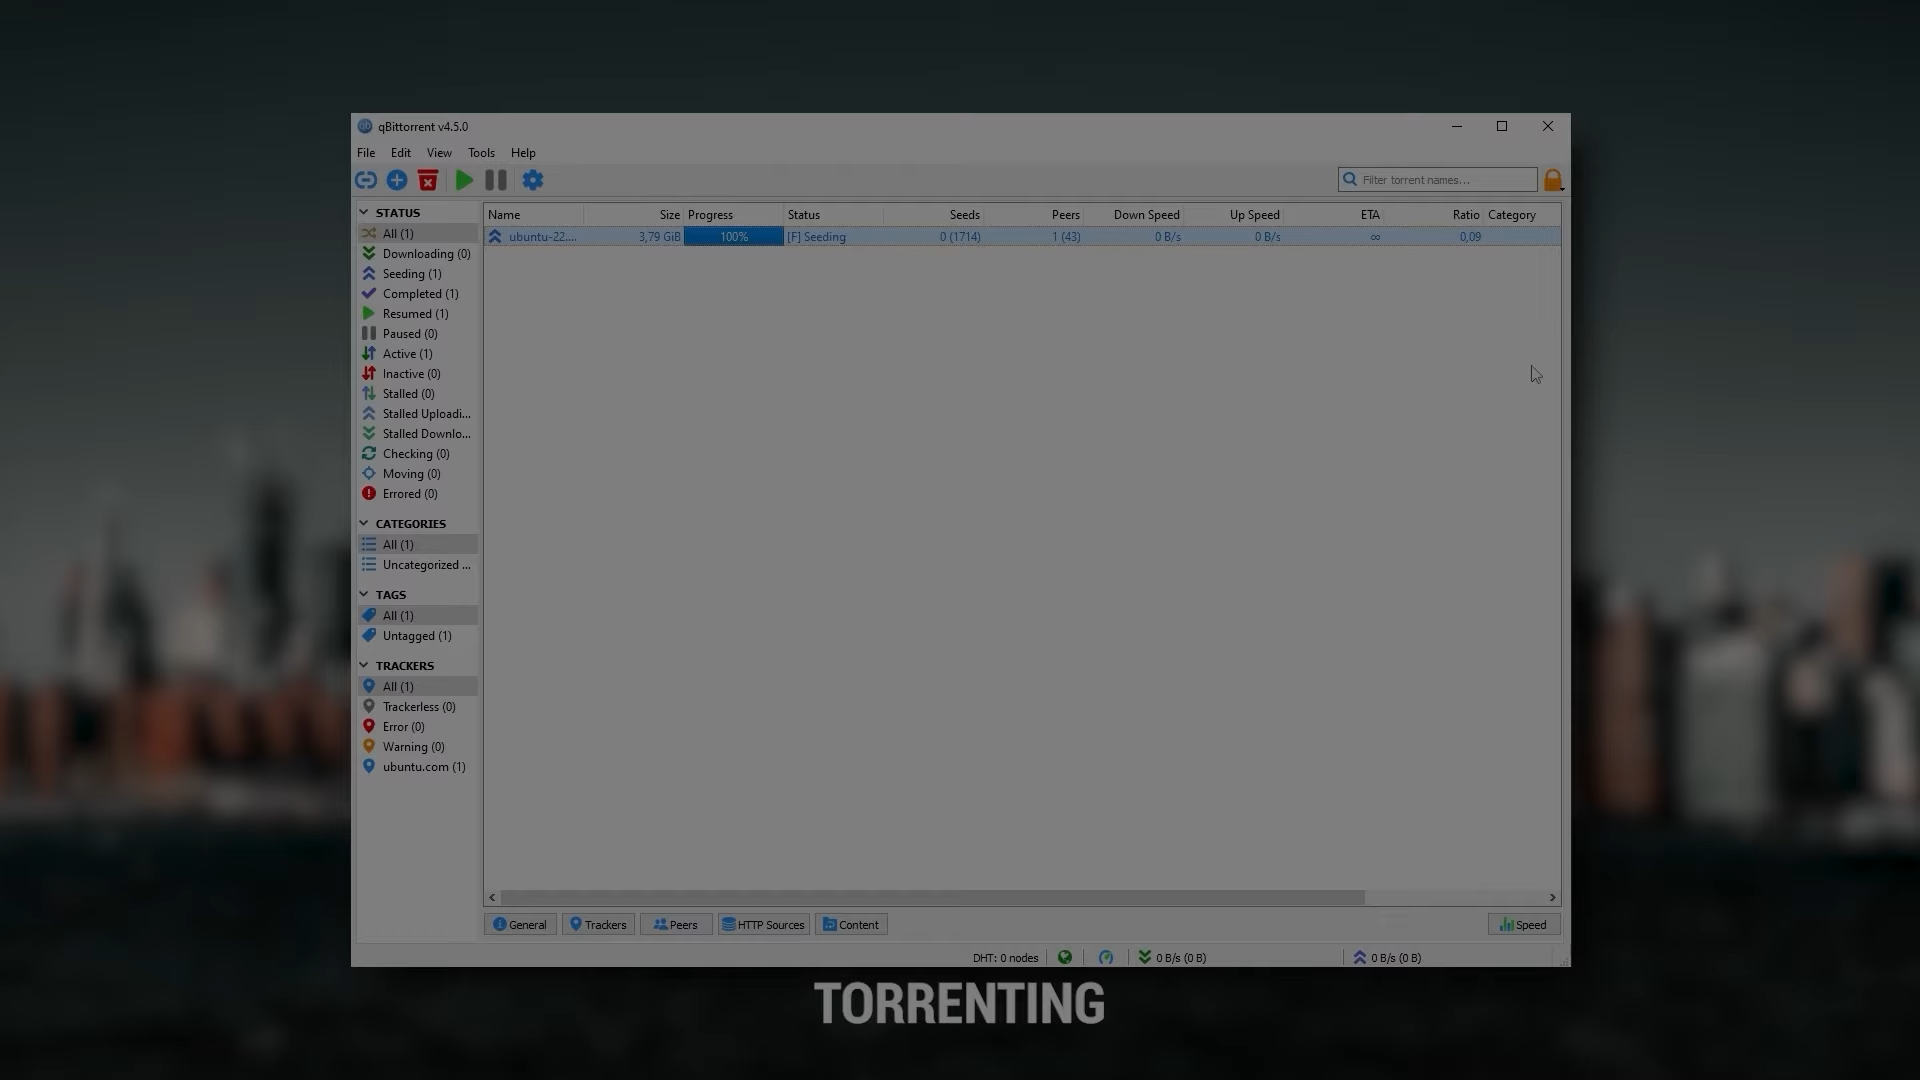 qBittorrent v4.5.0
File Edit View Tools Help
Filter torrent names...
STATUS
All (1)
Downloading (0)
Seeding (1)
Completed (1)
Resumed (1)
Paused (0)
Active (1)
Inactive (0)
Stalled (0)
Stalled Uploadi...
Stalled Downlo...
Checking (0)
Moving (0)
Errored (0)
CATEGORIES
All (1)
Uncategorized ...
TAGS
All (1)
Untagged (1)
TRACKERS
All (1)
Trackerless (0)
Error (0)
Warning (0)
ubuntu.com (1)
Name Size Progress Status Seeds Peers Down Speed Up Speed ETA Ratio Category
ubuntu-22.... 3,79 GiB 100% [F] Seeding 0 (1714) 1 (43) 0 B/s 0 B/s ∞ 0,09
General Trackers Peers HTTP Sources Content Speed
DHT: 0 nodes 0 B/s (0 B) 0 B/s (0 B)
TORRENTING